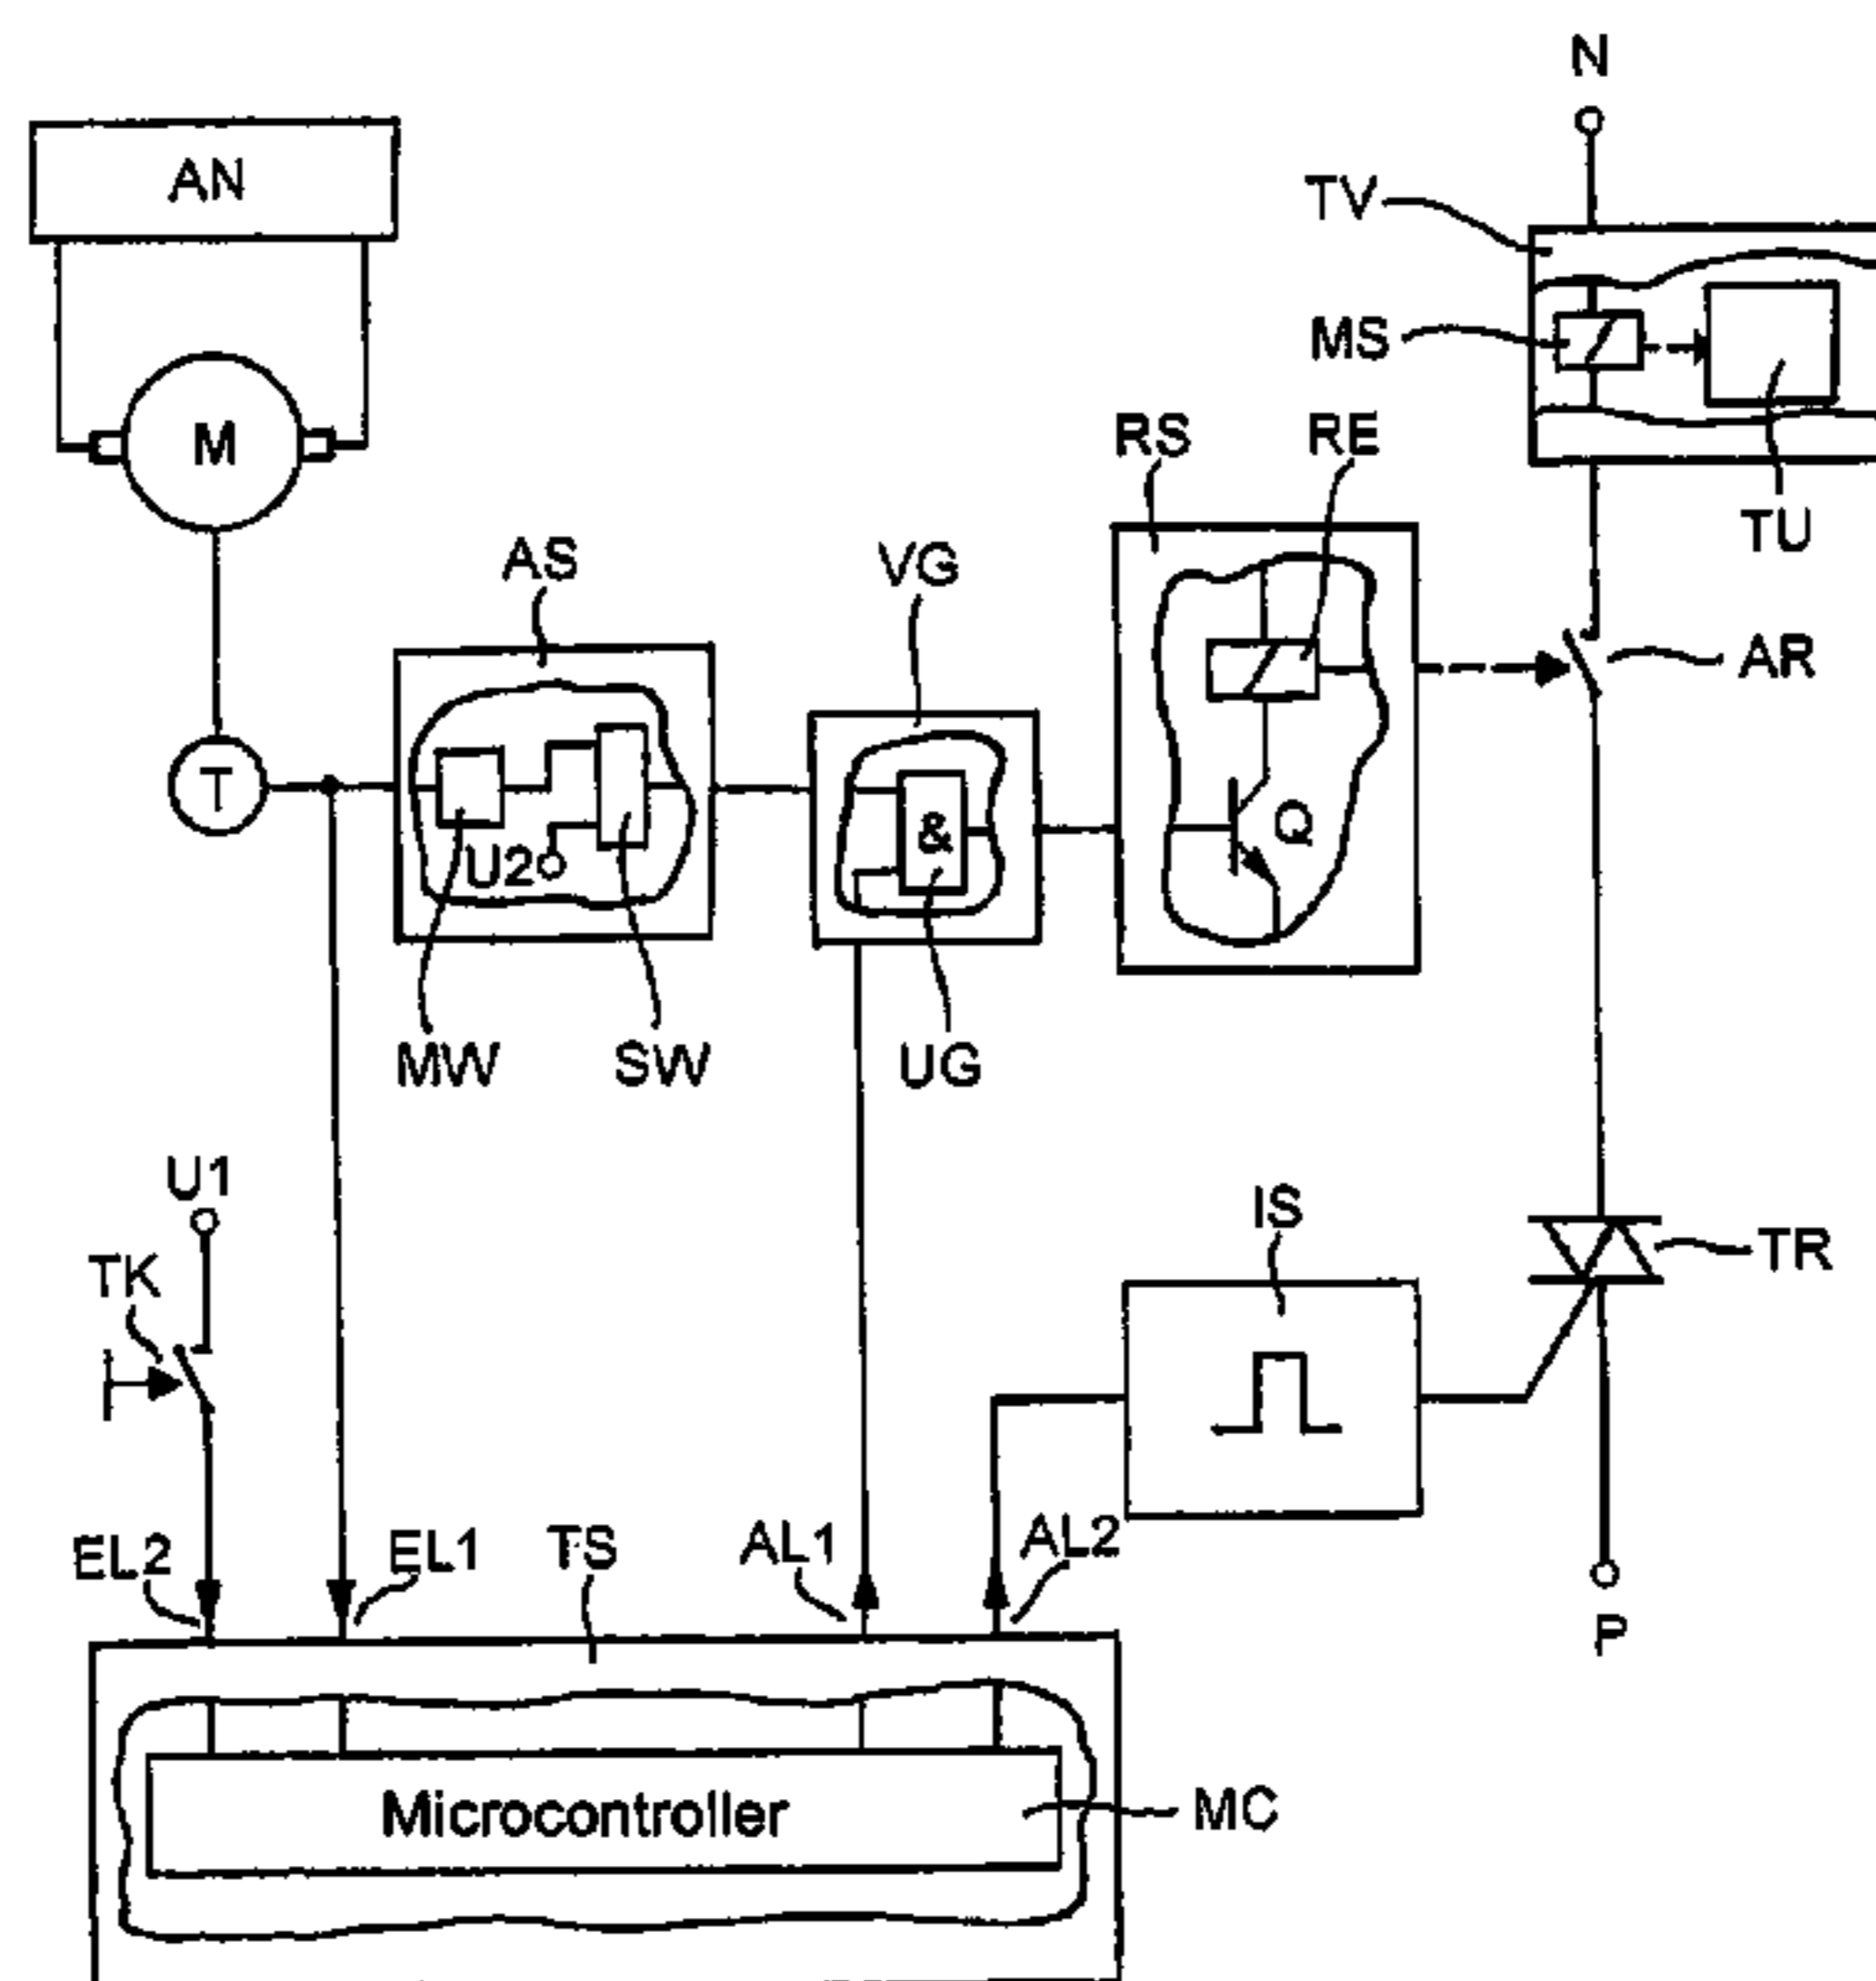 N
AN
TV
MS
M
RS
RE
TU
AS
VG
AR
T
&
Q
U2
MW
SW
UG
U1
IS
TK
TR
EL2
EL1
TS
AL1
AL2
P
Microcontroller
MC